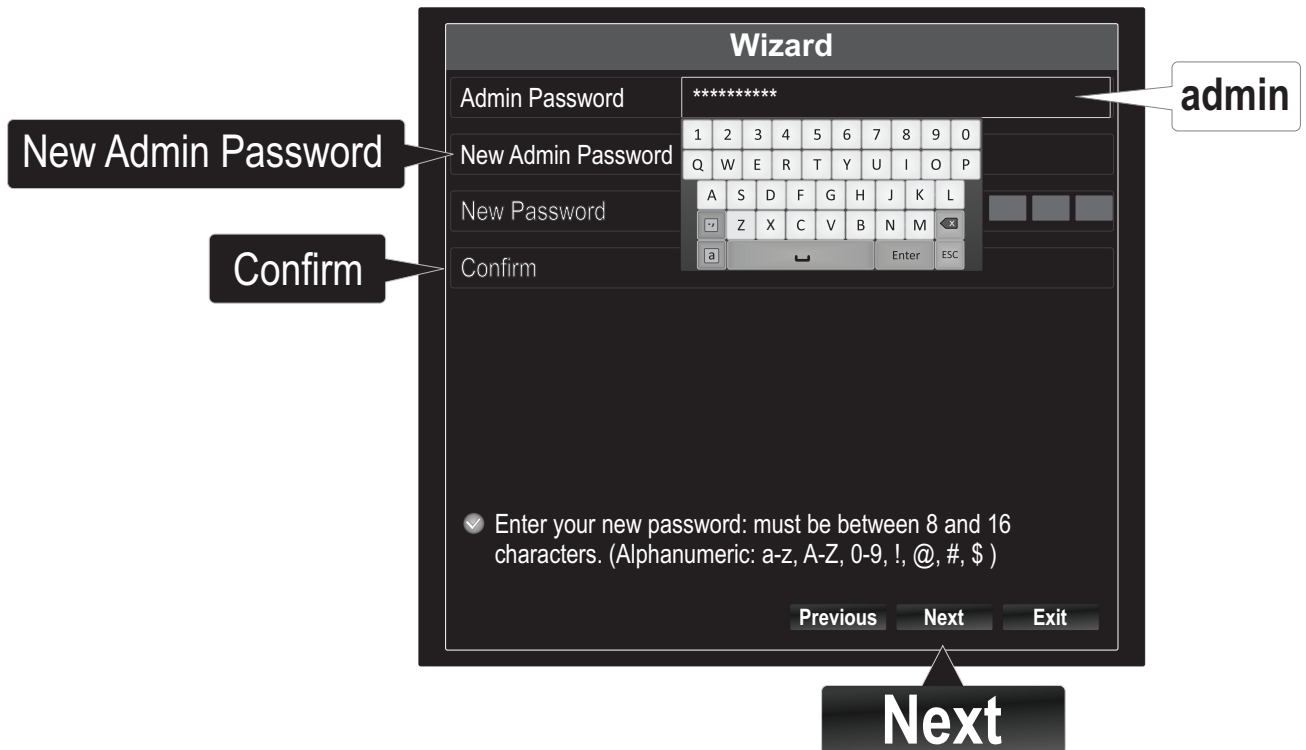 Wizard
Admin Password
**********
admin
New Admin Password
New Admin Password
1 2 3 4 5 6 7 8 9 0
Q W E R T Y U I O P
New Password
A S D F G H J K L
., Z X C V B N M x
Confirm
Confirm
a Enter ESC
Enter your new password: must be between 8 and 16
characters. (Alphanumeric: a-z, A-Z, 0-9, !, @, #, $ )
Previous Next Exit
Next